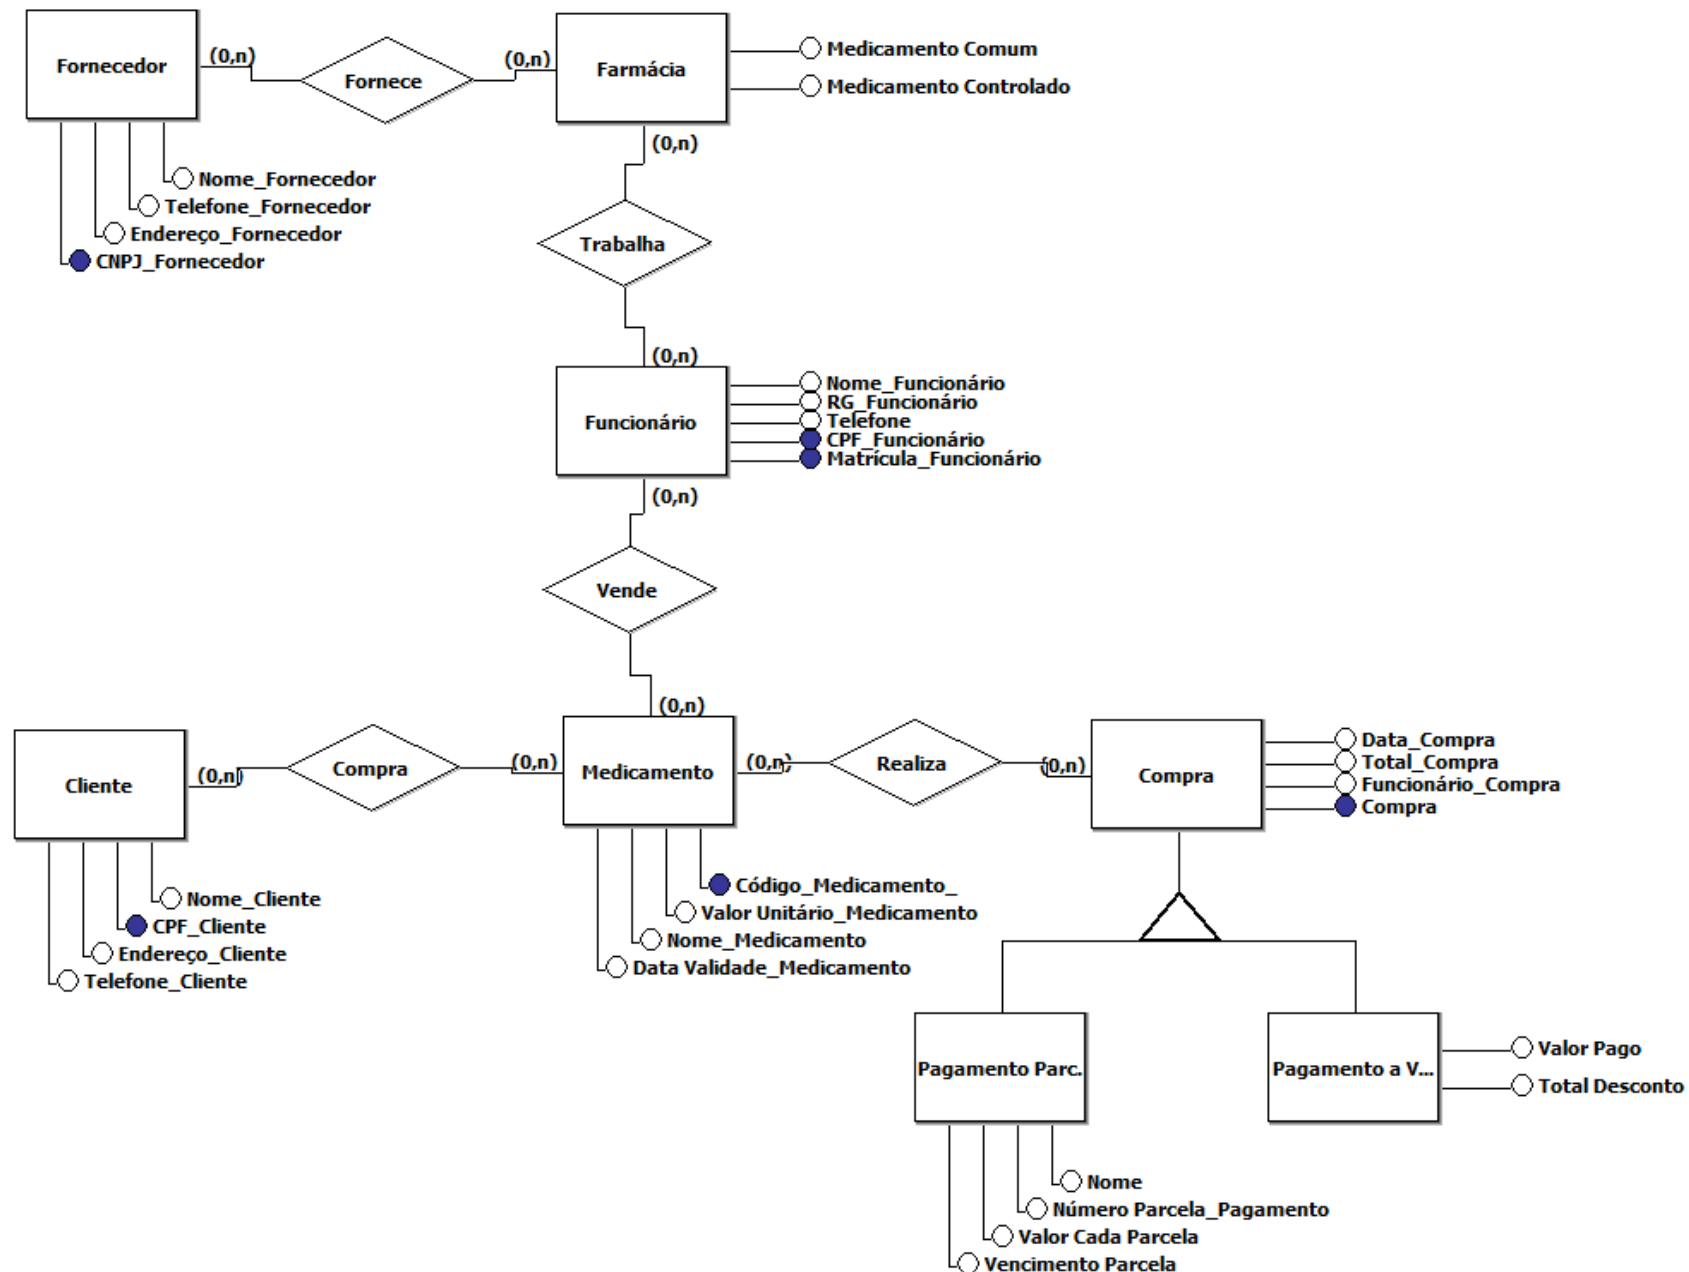 Fornecedor
(0,n)
Fornece
(0,n)
Farmácia
Medicamento Comum
Medicamento Controlado
Nome_Fornecedor
Telefone_Fornecedor
Endereço_Fornecedor
CNPJ_Fornecedor
(0,n)
Trabalha
(0,n)
Funcionário
Nome_Funcionário
RG_Funcionário
Telefone
CPF_Funcionário
Matrícula_Funcionário
(0,n)
Vende
(0,n)
Cliente
(0,n)
Compra
(0,n)
Medicamento
(0,n)
Realiza
(0,n)
Compra
Data_Compra
Total_Compra
Funcionário_Compra
Compra
Nome_Cliente
CPF_Cliente
Endereço_Cliente
Telefone_Cliente
Código_Medicamento_
Valor Unitário_Medicamento
Nome_Medicamento
Data Validade_Medicamento
Pagamento Parc.
Pagamento a V...
Valor Pago
Total Desconto
Nome
Número Parcela_Pagamento
Valor Cada Parcela
Vencimento Parcela